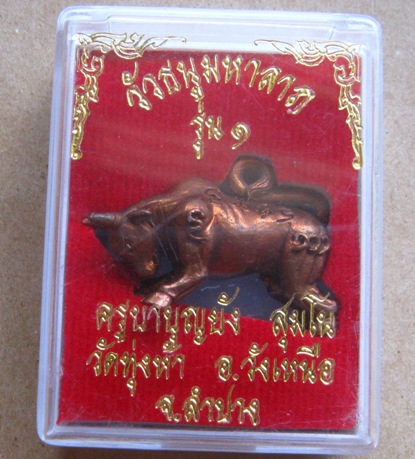 วัวธนูมหาลาภ
รุ่น ๑
ครูบาบุญยัง สุมโน
วัดทุ่งห้า อ.วังเหนือ
จ.ลำปาง